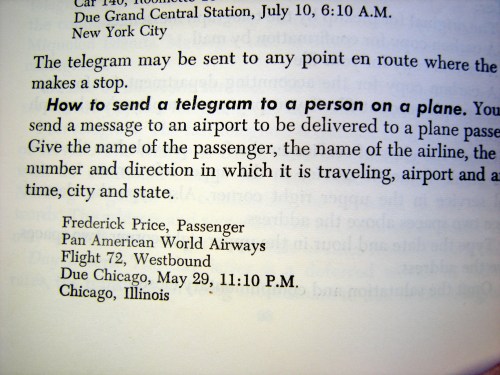 Car 140,
Due Grand Central Station, July 10, 6:10 A.M.
New York City
The telegram may be sent to any point en route where the
makes a stop.
How to send a telegram to a person on a plane. You
send a message to an airport to be delivered to a plane passe
Give the name of the passenger, the name of the airline, the
number and direction in which it is traveling, airport and a
time, city and state.
Frederick Price, Passenger
Pan American World Airways
Flight 72, Westbound
Due Chicago, May 29, 11:10 P.M.
Chicago, Illinois